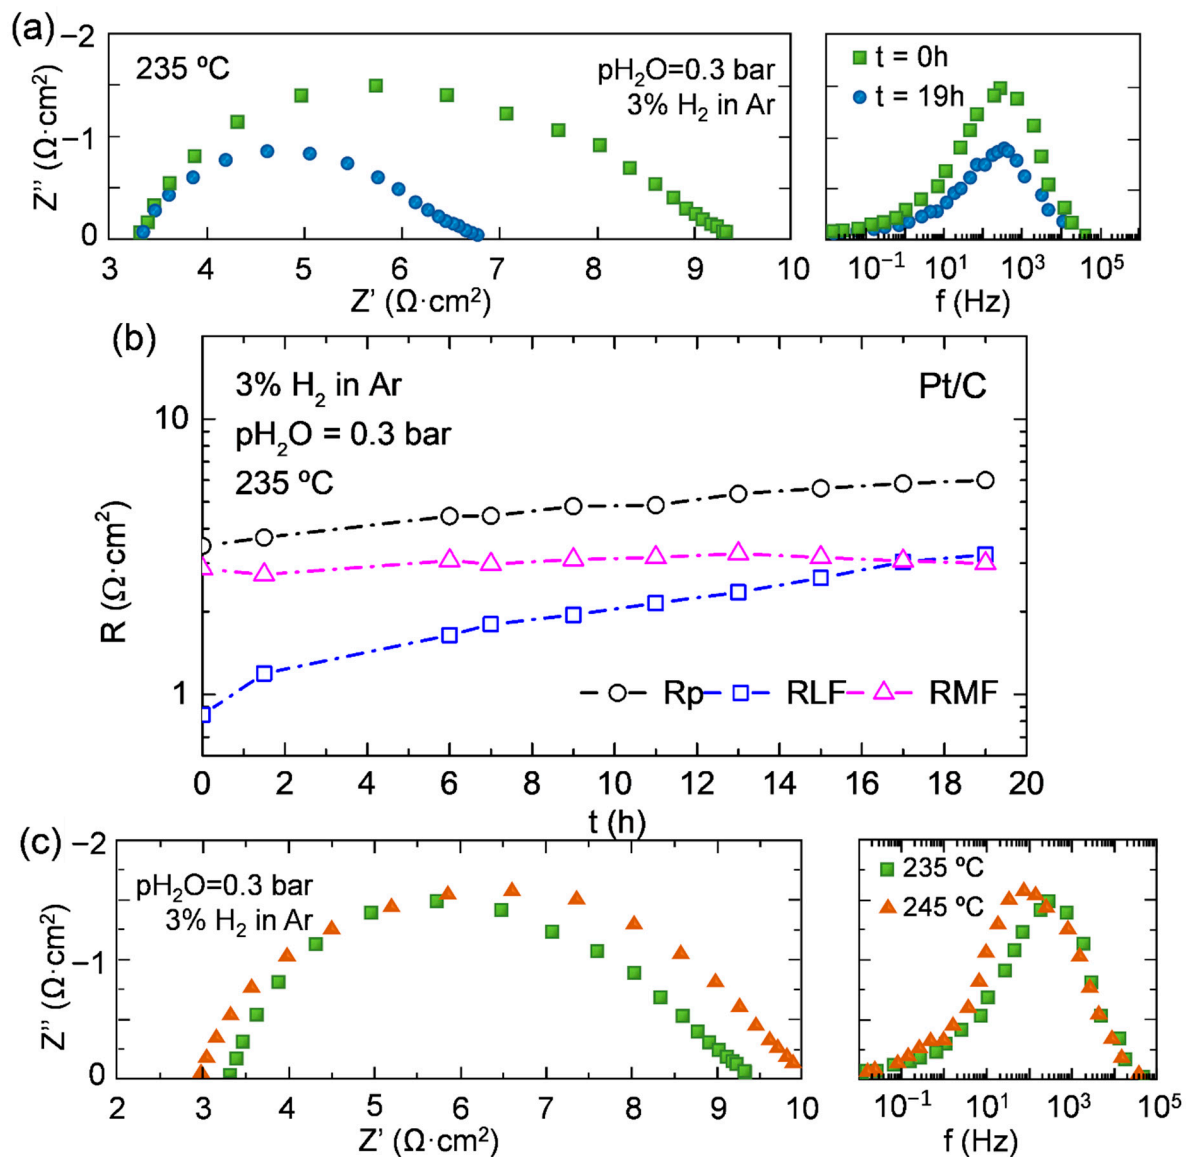 (a)
−2
−1
0
Z'' (Ω·cm²)
235 ºC
pH₂O=0.3 bar
3% H₂ in Ar
3 4 5 6 7 8 9 10
Z' (Ω·cm²)
t = 0h
t = 19h
10⁻¹ 10¹ 10³ 10⁵
f (Hz)
(b)
10
1
R (Ω·cm²)
3% H₂ in Ar
pH₂O = 0.3 bar
235 ºC
Pt/C
Rp RLF RMF
0 2 4 6 8 10 12 14 16 18 20
t (h)
(c)
−2
−1
0
Z'' (Ω·cm²)
pH₂O=0.3 bar
3% H₂ in Ar
2 3 4 5 6 7 8 9 10
Z' (Ω·cm²)
235 ºC
245 ºC
10⁻¹ 10¹ 10³ 10⁵
f (Hz)